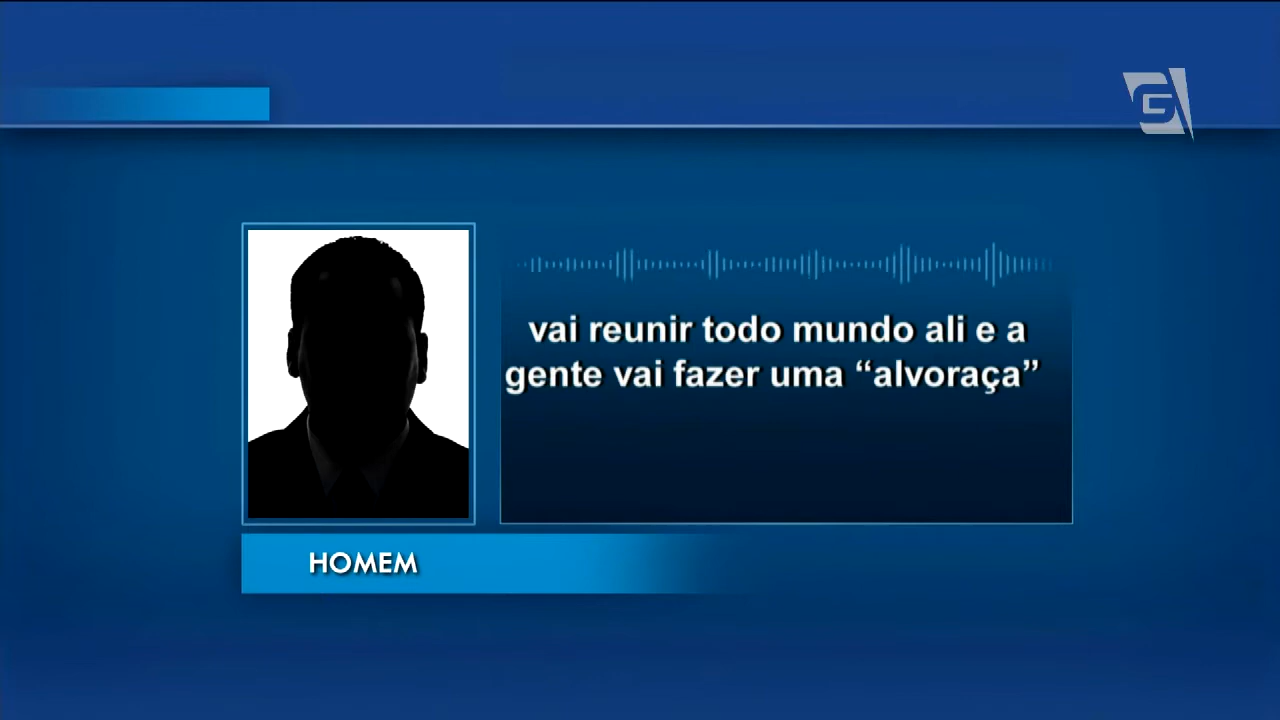 vai reunir todo mundo ali e a
gente vai fazer uma “alvoraça”
HOMEM